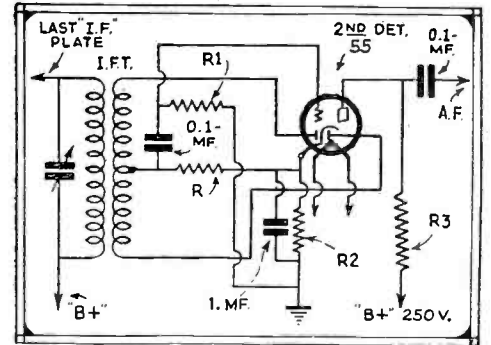 LAST "I.F."
PLATE
I.F.T.
R1
2ND DET.
55
0.1-
MF.
A.F.
0.1-
MF.
R
R2
R3
1. MF.
"B+"
"B+" 250 V.